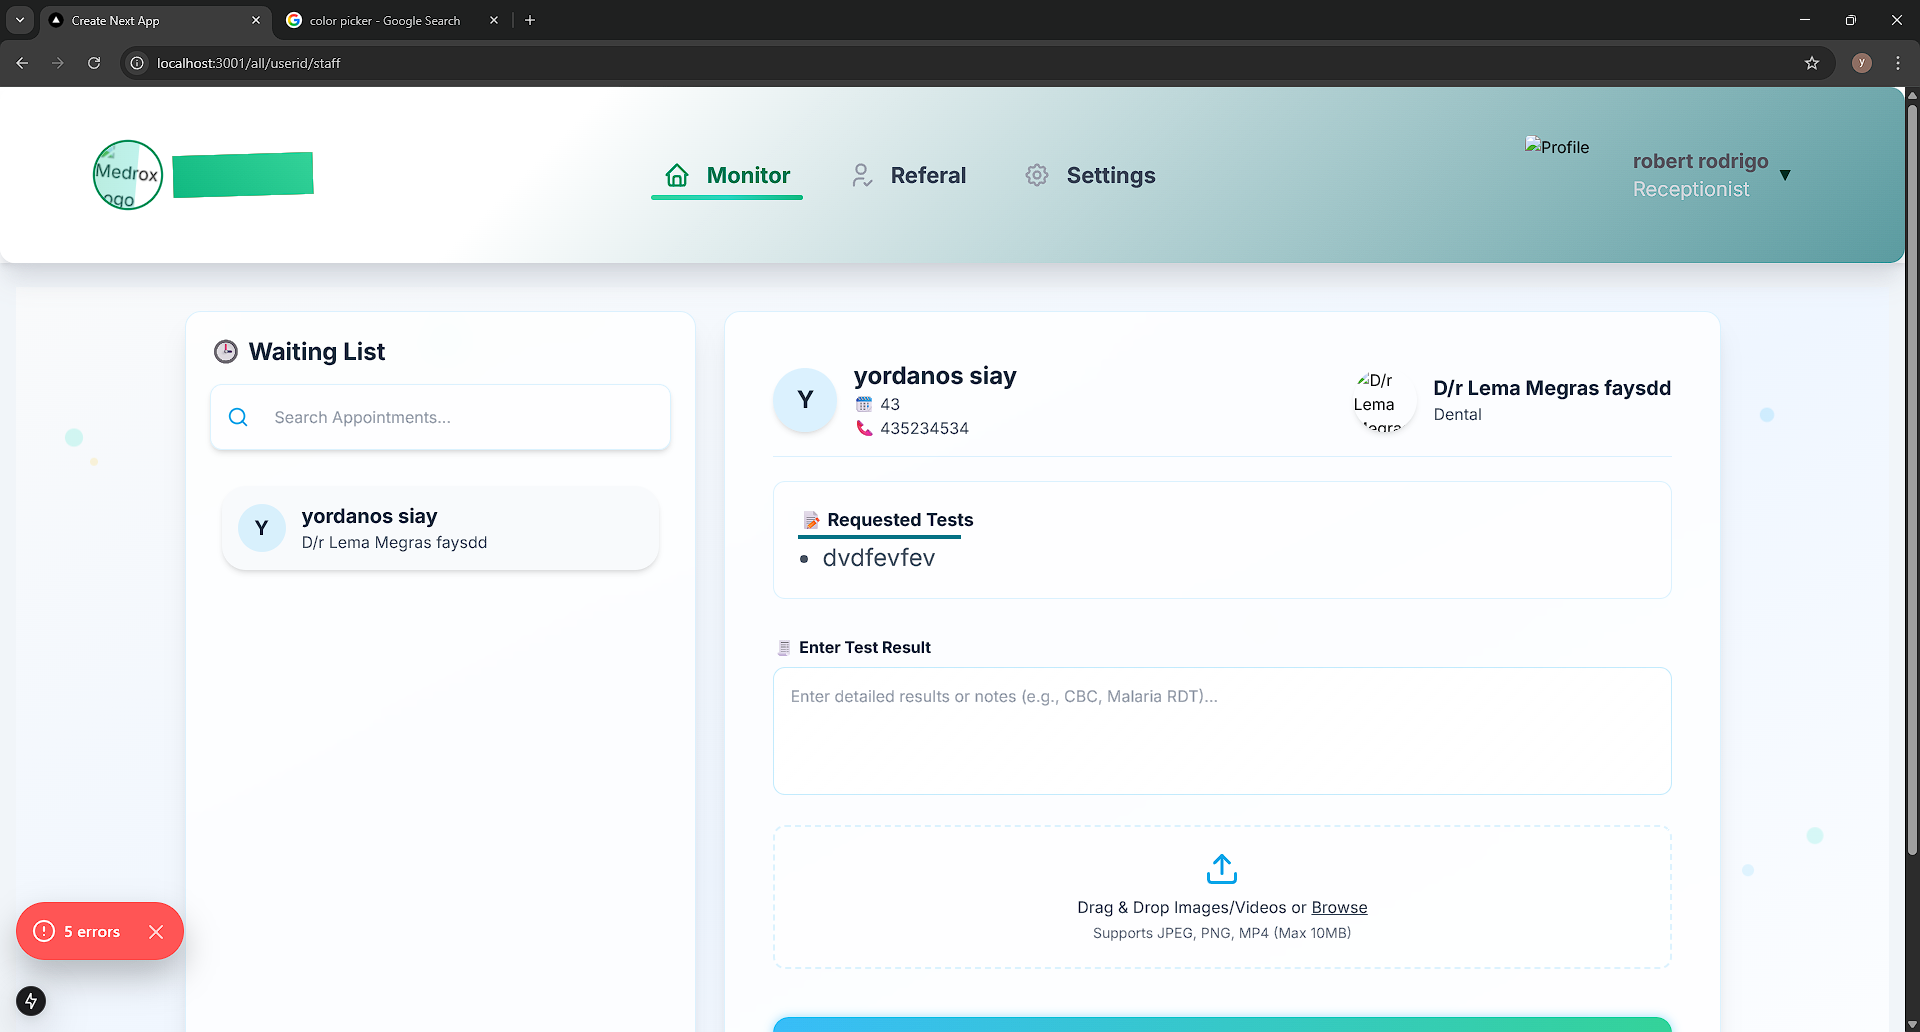 Create Next App
color picker - Google Search
localhost:3001/all/userid/staff
y
Medrox
ogo
Monitor
Referal
Settings
Profile
robert rodrigo
Receptionist
Waiting List
Search Appointments...
Y
yordanos siay
D/r Lema Megras faysdd
Y
yordanos siay
43
435234534
D/r
Lema
Megra
D/r Lema Megras faysdd
Dental
Requested Tests
• dvdfevfev
Enter Test Result
Enter detailed results or notes (e.g., CBC, Malaria RDT)...
Drag & Drop Images/Videos or Browse
Supports JPEG, PNG, MP4 (Max 10MB)
5 errors